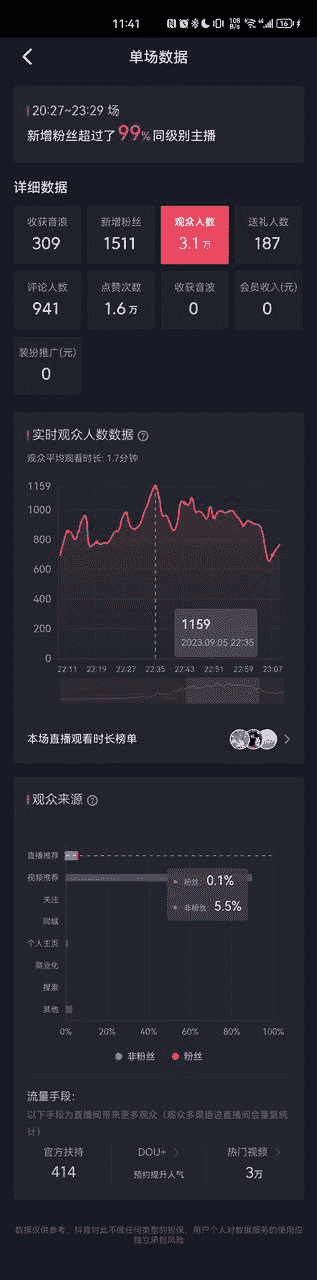 11:41
108 B/s
16
单场数据
20:27~23:29 场
新增粉丝超过了99%同级别主播
详细数据
收获音浪 新增粉丝 观众人数 送礼人数
309 1511 3.1 万 187
评论人数 点赞次数 收获音波 会员收入(元)
941 1.6 万 0 0
装扮推广(元)
0
实时观众人数数据
观众平均观看时长: 1.7分钟
1159
1000
800
600
400
200
0
1159
2023.09.05 22:35
22:11 22:19 22:27 22:35 22:43 22:51 22:59 23:07
本场直播观看时长榜单
观众来源
直播推荐
视频推荐
关注
同城
个人主页
商业化
搜索
其他
粉丝: 0.1%
非粉丝: 5.5%
0% 20% 40% 60% 80% 100%
非粉丝 粉丝
流量手段:
以下手段为直播间带来更多观众（观众多渠道进直播间会重复统
计）
官方扶持 DOU+ 热门视频
414 预约提升人气 3万
数据仅供参考，抖音对此不做任何类型的担保，用户个人对数据服务的使用应
独立承担风险